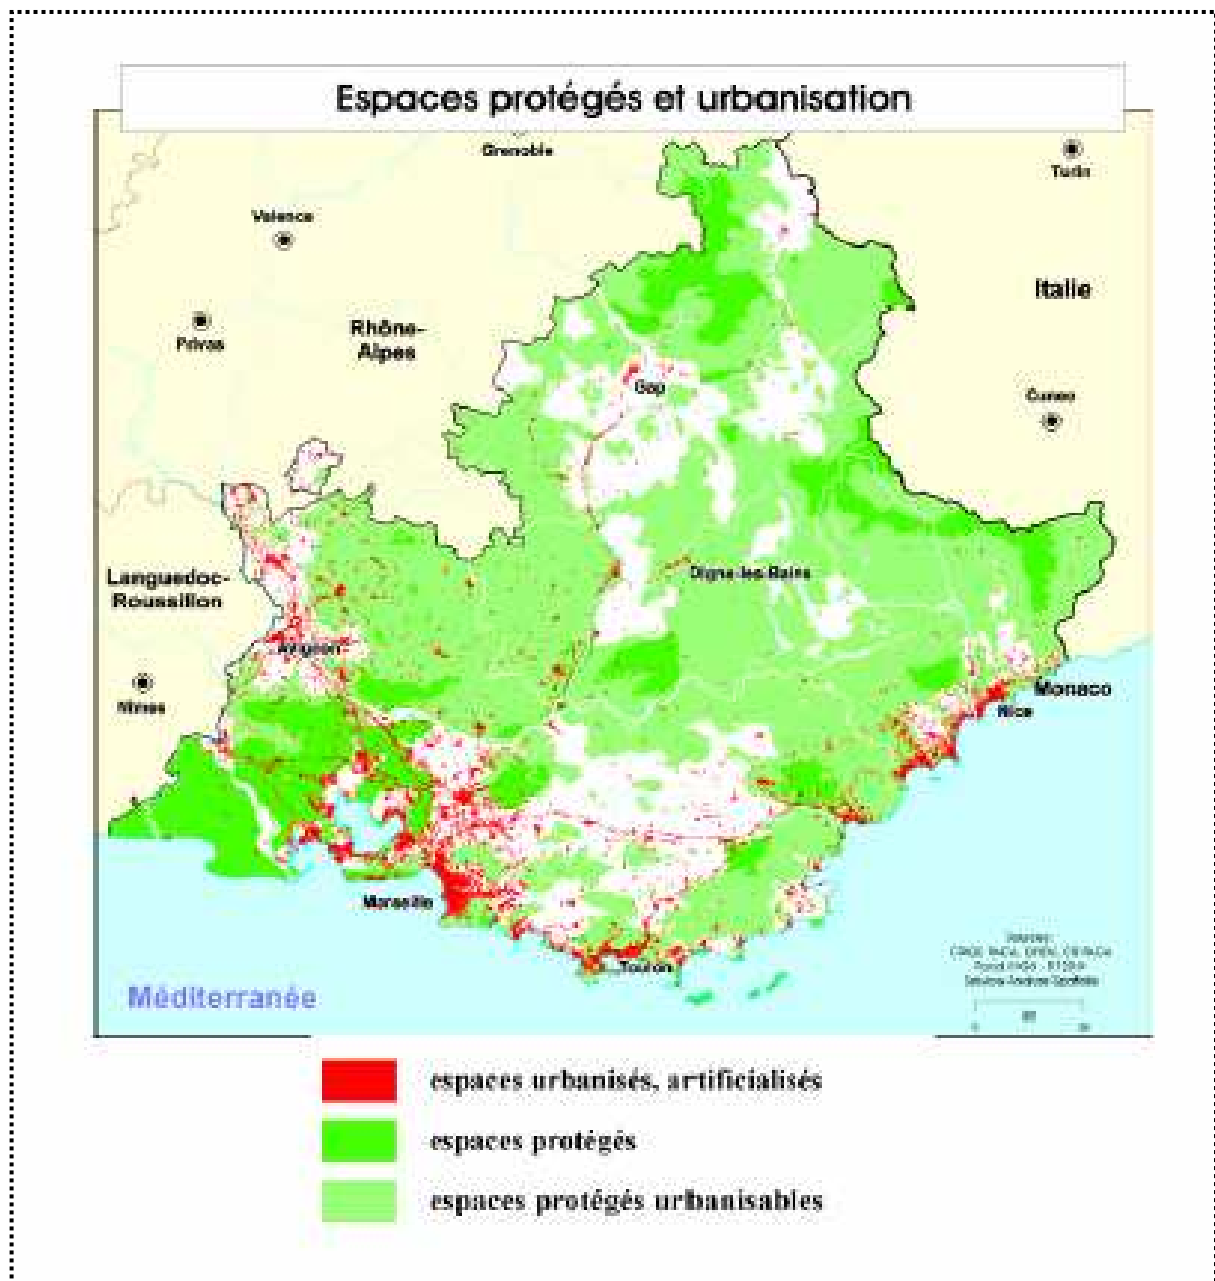 Espaces protégés et urbanisation
Grenoble
Turin
Valence
Italie
Privas
Rhône-
Alpes
Gap
Cuneo
Languedoc-
Roussillon
Digne-les-Bains
Avignon
Nîmes
Monaco
Nice
Marseille
Toulon
Méditerranée
espaces urbanisés, artificialisés
espaces protégés
espaces protégés urbanisables